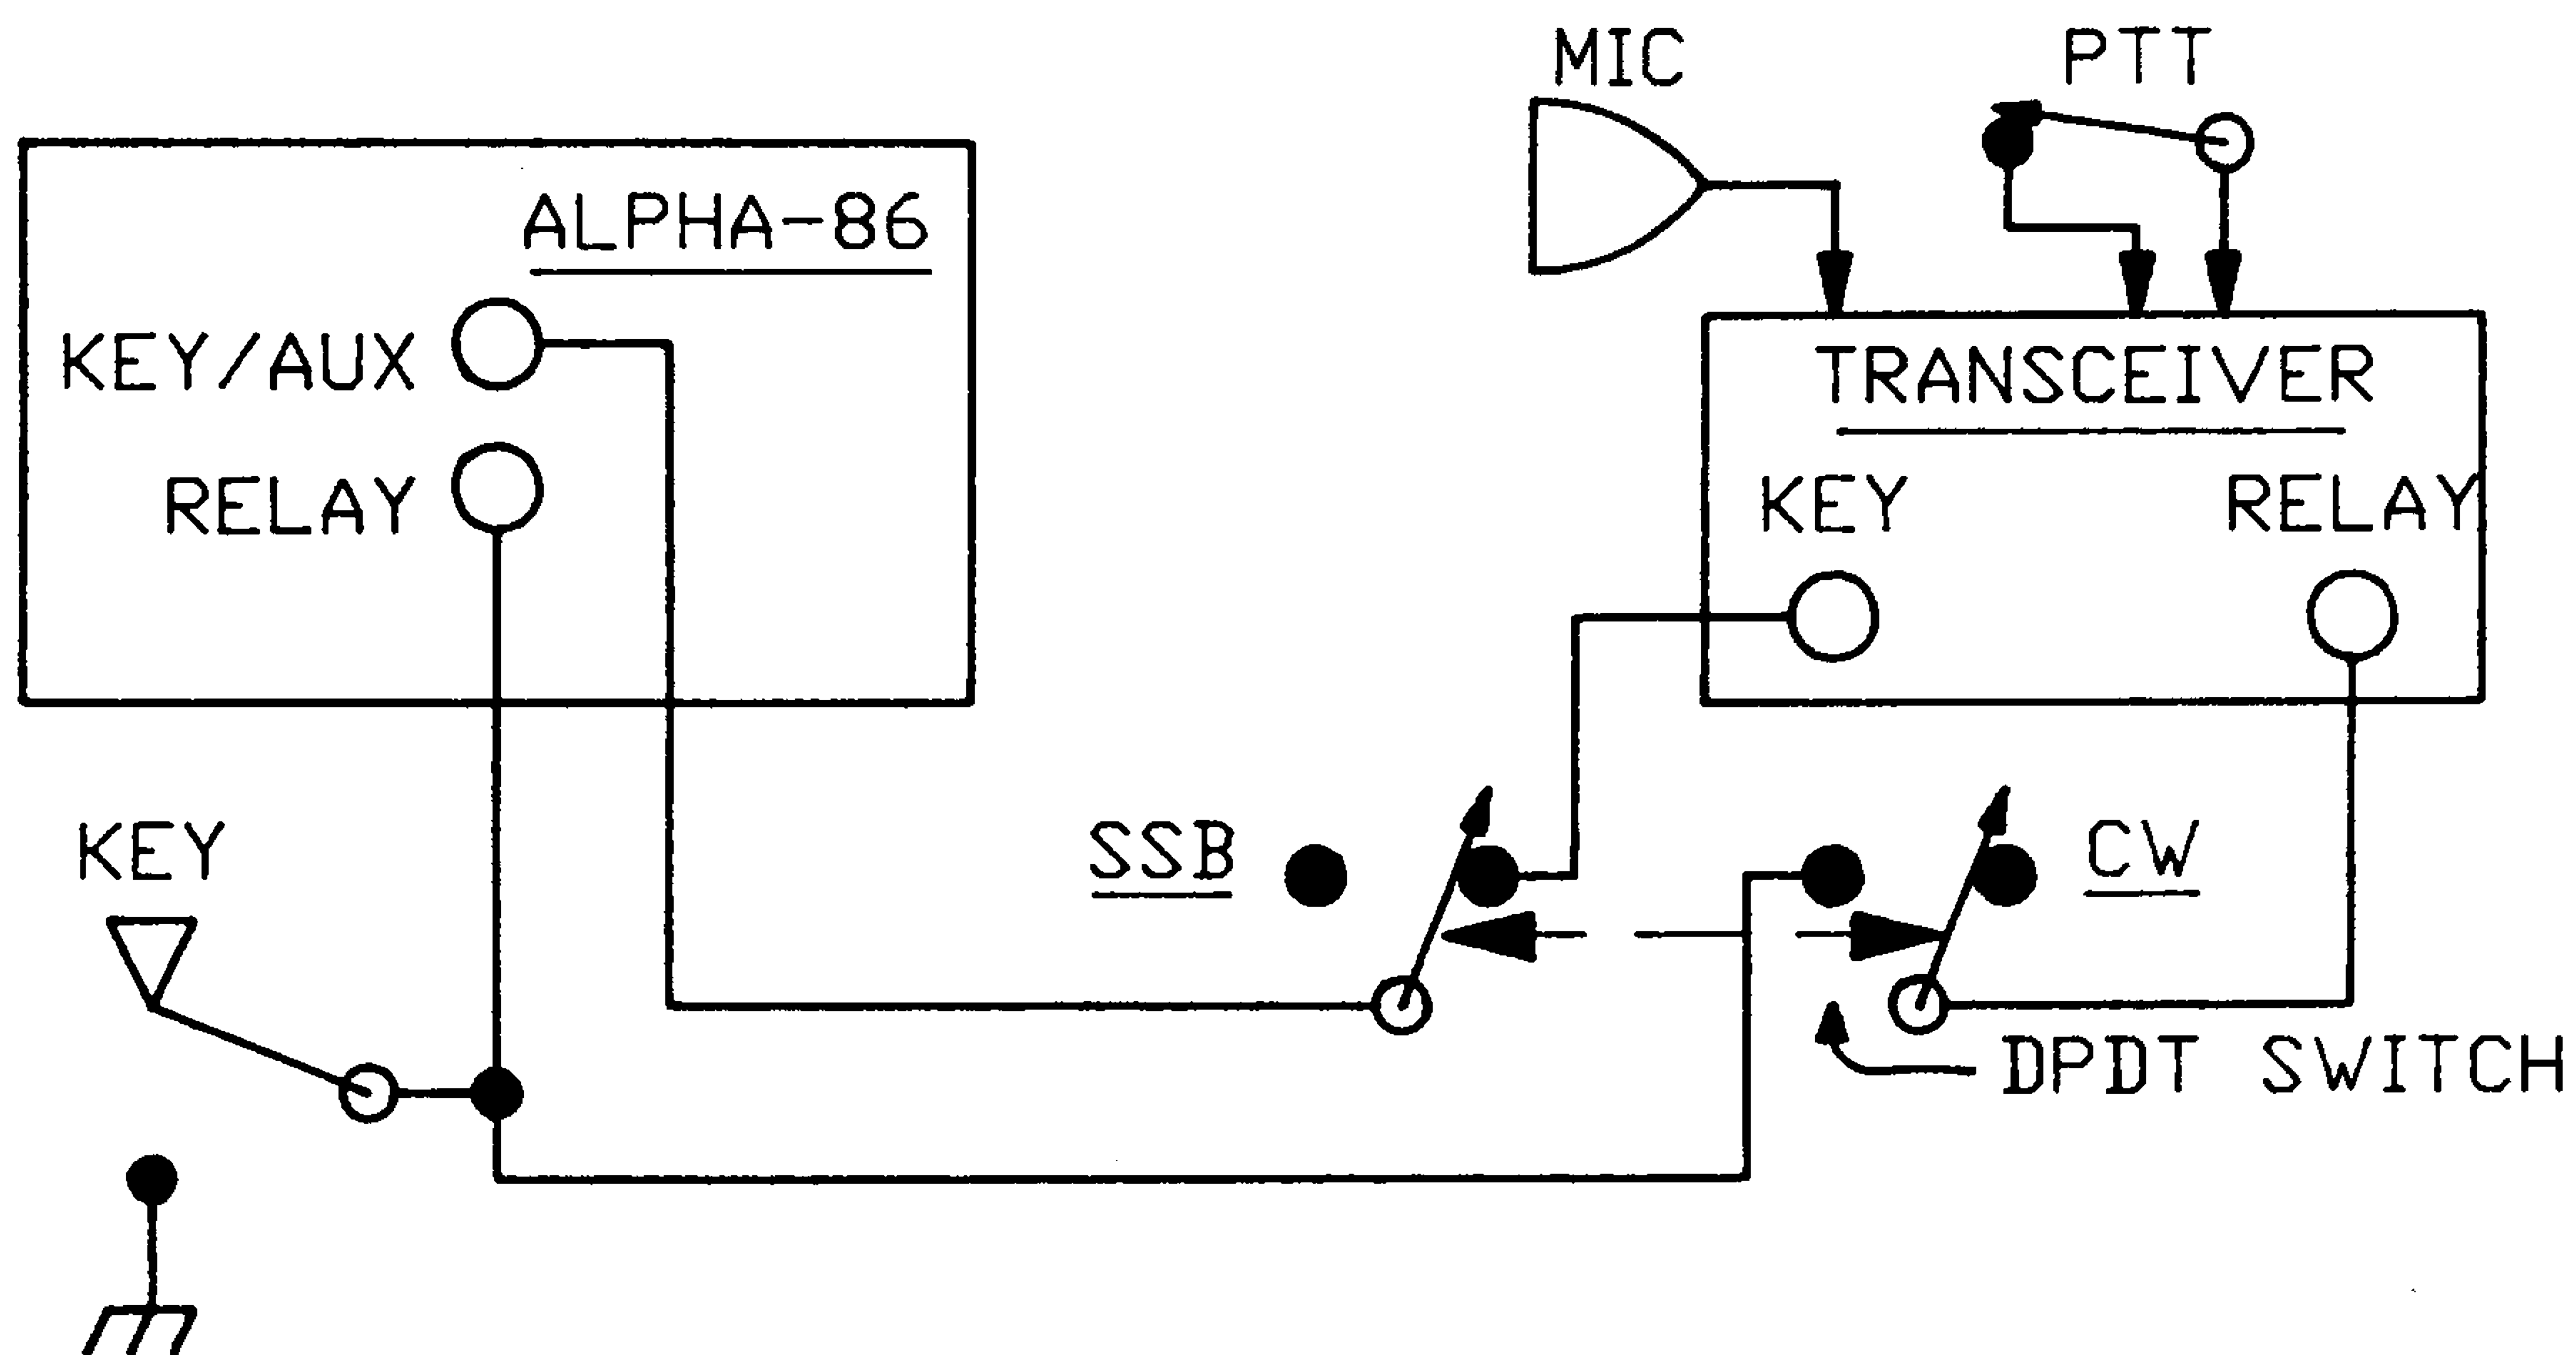 MIC
PTT
ALPHA-86
KEY/AUX
RELAY
TRANSCEIVER
KEY
RELAY
KEY
SSB
CW
DPDT SWITCH